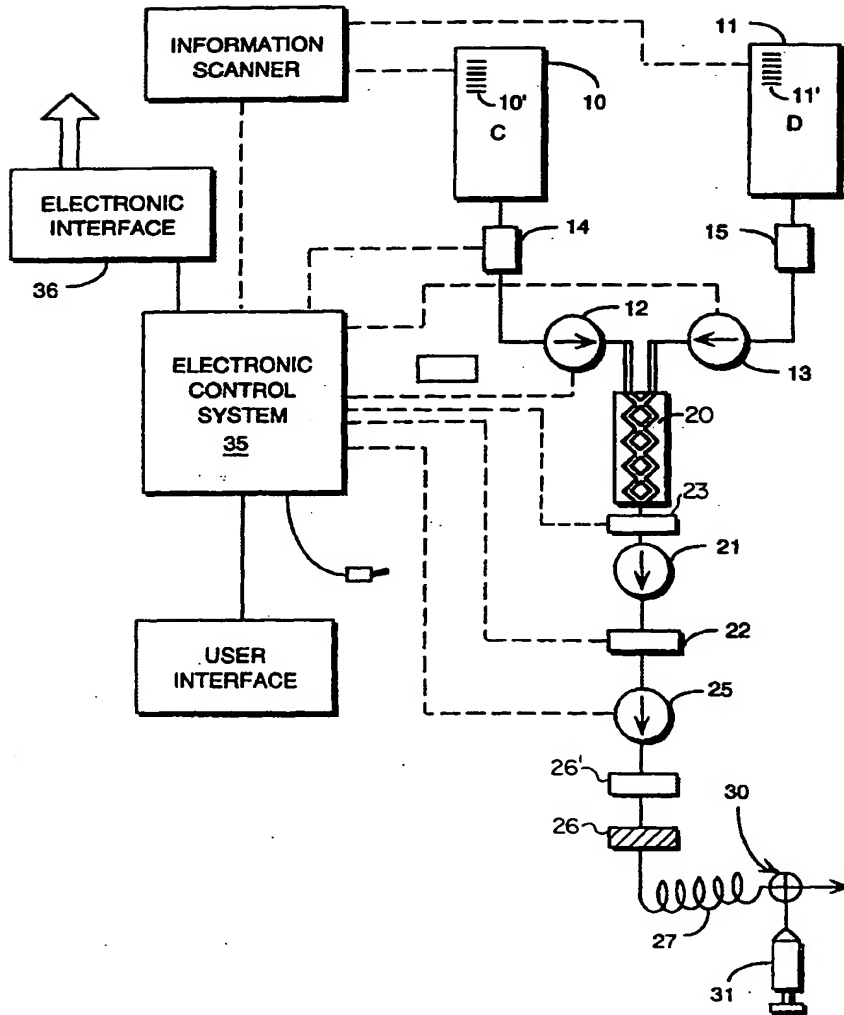 INFORMATION
SCANNER
10'
C
10
11
11'
D
ELECTRONIC
INTERFACE
36
14
15
12
13
ELECTRONIC
CONTROL
SYSTEM
35
20
23
21
22
USER
INTERFACE
25
26'
26
30
27
31